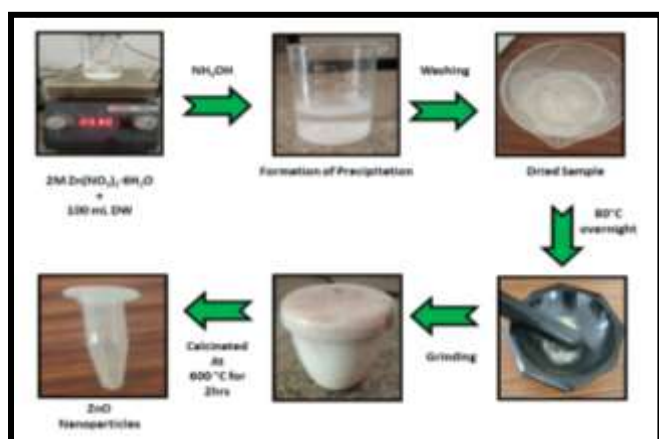 NH₄OH
Washing
2M Zn(NO₃)₂·6H₂O
+
100 mL DW
Formation of Precipitation
Dried Sample
80°C
overnight
Grinding
Calcinated
At
600 °C for
2hrs
ZnO
Nanoparticles